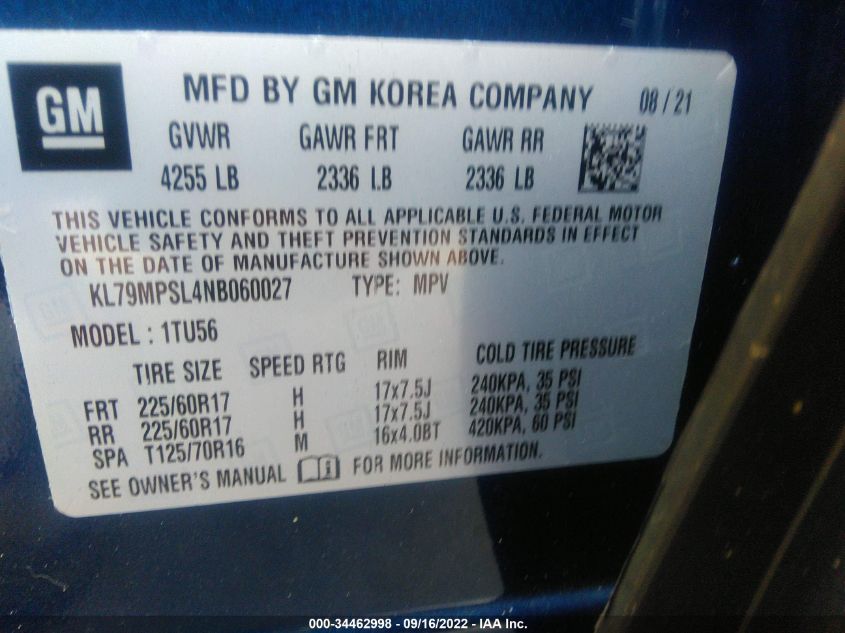 GM
MFD BY GM KOREA COMPANY 08/21
GVWR GAWR FRT GAWR RR
4255 LB 2336 LB 2336 LB
THIS VEHICLE CONFORMS TO ALL APPLICABLE U.S. FEDERAL MOTOR
VEHICLE SAFETY AND THEFT PREVENTION STANDARDS IN EFFECT
ON THE DATE OF MANUFACTURE SHOWN ABOVE.
KL79MPSL4NB060027 TYPE: MPV
MODEL : 1TU56
TIRE SIZE SPEED RTG RIM COLD TIRE PRESSURE
FRT 225/60R17 H 17x7.5J 240KPA, 35 PSI
RR 225/60R17 H 17x7.5J 240KPA, 35 PSI
SPA T125/70R16 M 16x4.0BT 420KPA, 60 PSI
SEE OWNER'S MANUAL FOR MORE INFORMATION.
000-34462998 - 09/16/2022 - IAA Inc.